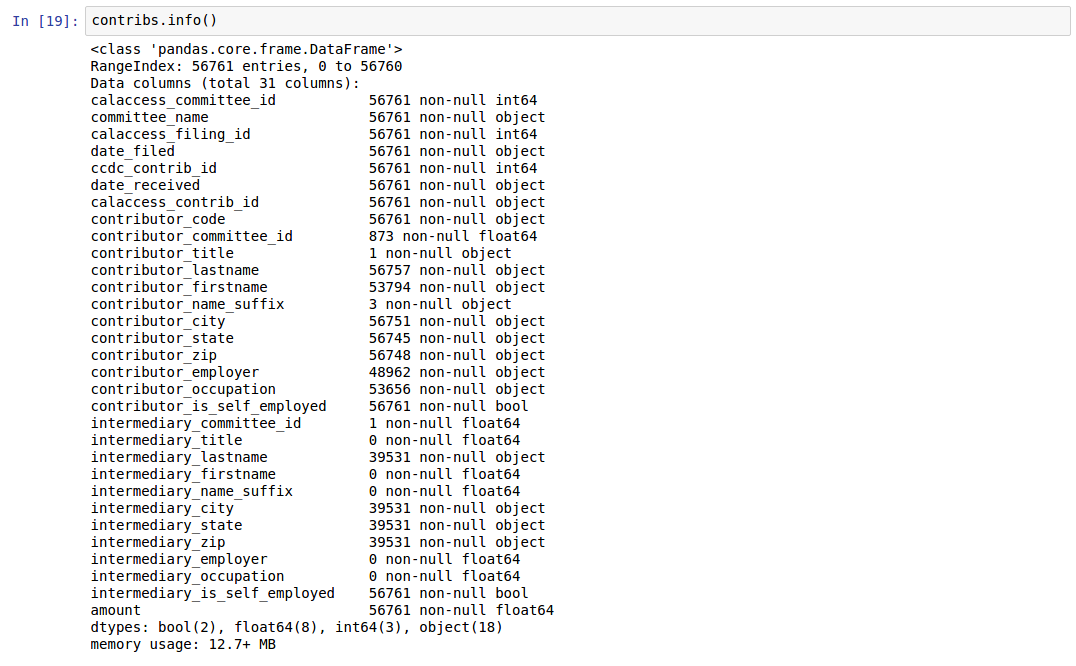 In [19]: contribs.info()
<class 'pandas.core.frame.DataFrame'>
RangeIndex: 56761 entries, 0 to 56760
Data columns (total 31 columns):
calaccess_committee_id           56761 non-null int64
committee_name                   56761 non-null object
calaccess_filing_id              56761 non-null int64
date_filed                       56761 non-null object
ccdc_contrib_id                  56761 non-null int64
date_received                    56761 non-null object
calaccess_contrib_id             56761 non-null object
contributor_code                 56761 non-null object
contributor_committee_id         873 non-null float64
contributor_title                1 non-null object
contributor_lastname             56757 non-null object
contributor_firstname            53794 non-null object
contributor_name_suffix          3 non-null object
contributor_city                 56751 non-null object
contributor_state                56745 non-null object
contributor_zip                  56748 non-null object
contributor_employer             48962 non-null object
contributor_occupation           53656 non-null object
contributor_is_self_employed     56761 non-null bool
intermediary_committee_id        1 non-null float64
intermediary_title               0 non-null float64
intermediary_lastname            39531 non-null object
intermediary_firstname           0 non-null float64
intermediary_name_suffix         0 non-null float64
intermediary_city                39531 non-null object
intermediary_state               39531 non-null object
intermediary_zip                 39531 non-null object
intermediary_employer            0 non-null float64
intermediary_occupation          0 non-null float64
intermediary_is_self_employed    56761 non-null bool
amount                           56761 non-null float64
dtypes: bool(2), float64(8), int64(3), object(18)
memory usage: 12.7+ MB